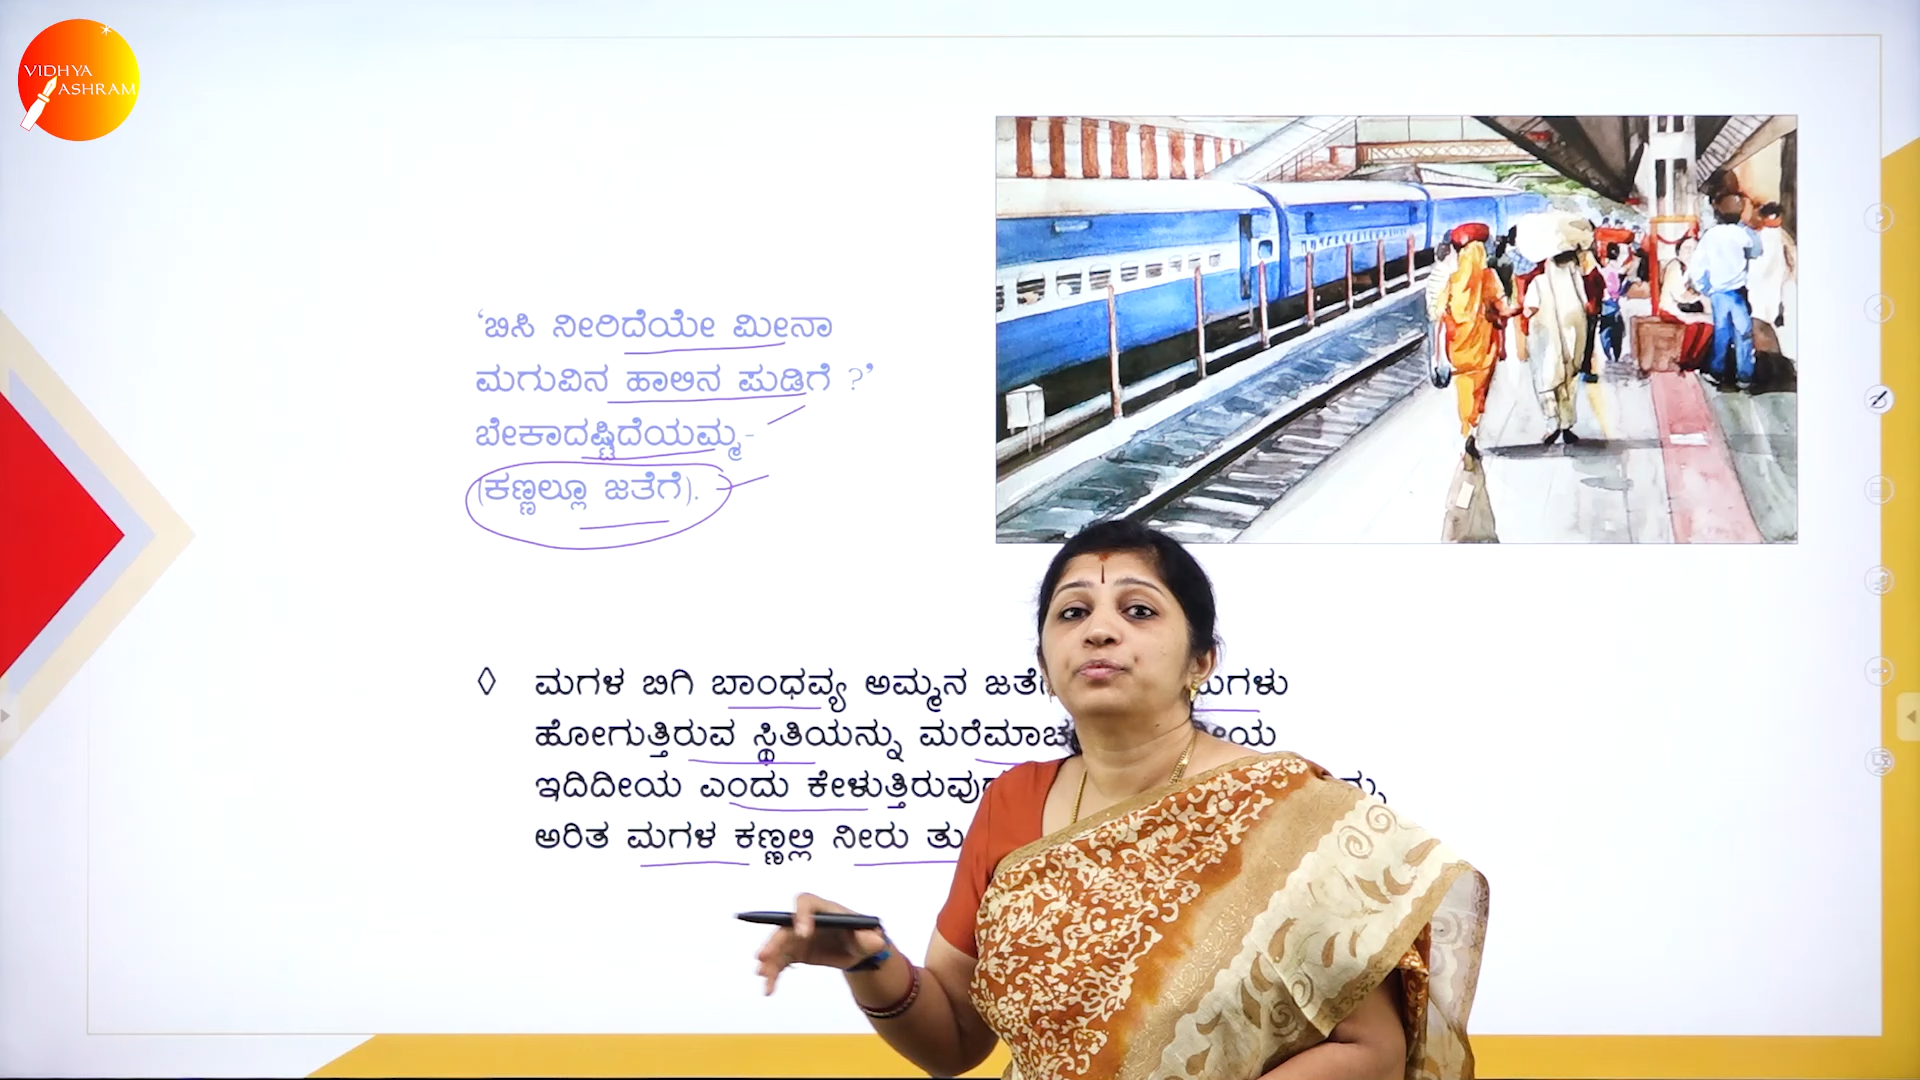 VIDHYA
ASHRAM
‘ಬಿಸಿ ನೀರಿದೆಯೇ ಮೀನಾ
ಮಗುವಿನ ಹಾಲಿನ ಪುಡಿಗೆ ?’
ಬೇಕಾದಷ್ಟಿದೆಯಮ್ಮ-
(ಕಣ್ಣಲ್ಲೂ ಜತೆಗೆ).
◊ ಮಗಳ ಬಿಗಿ ಬಾಂಧವ್ಯ ಅಮ್ಮನ ಜತೆಗೆ ಮಗಳು
ಹೋಗುತ್ತಿರುವ ಸ್ಥಿತಿಯನ್ನು
ಇದಿದೀಯ ಎಂದು
ಅರಿತ ಮಗಳ ಕಣ್ಣಲ್ಲಿ ನೀರು